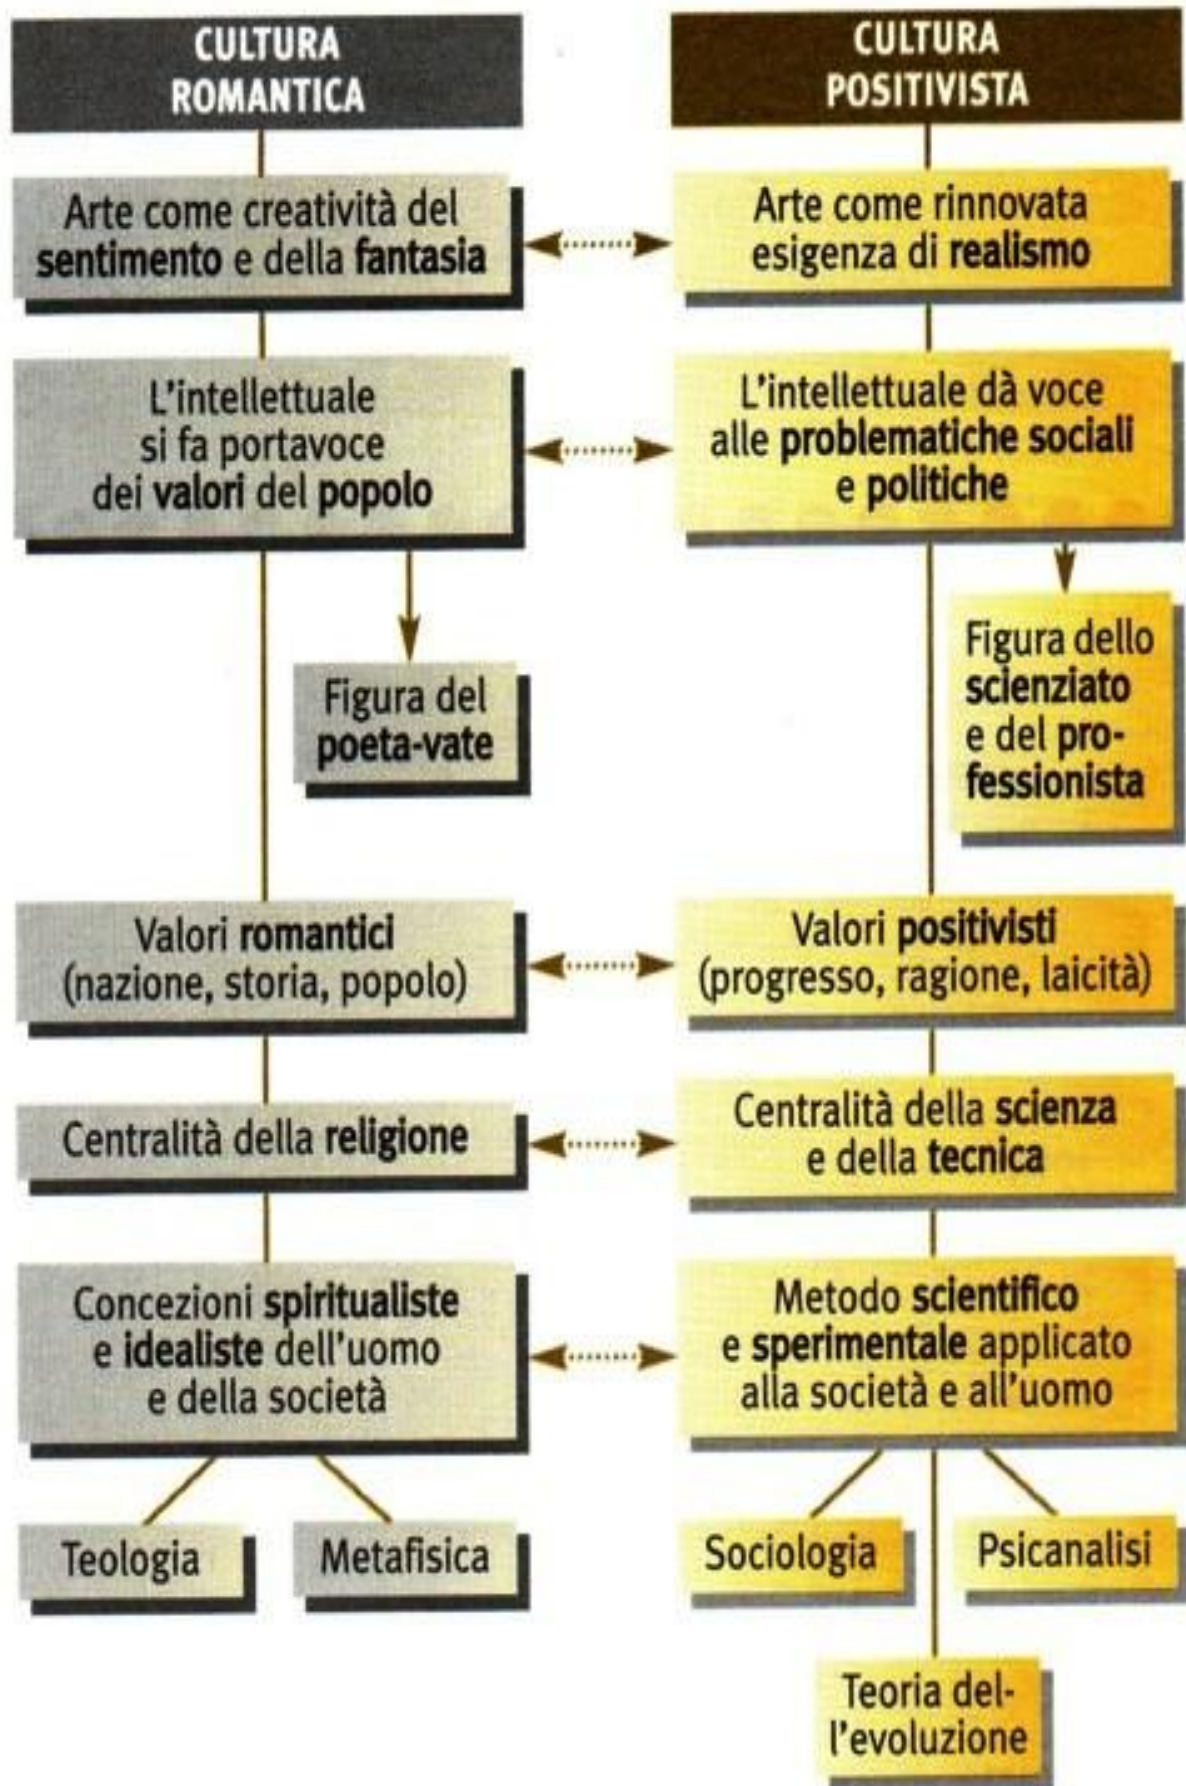 CULTURA
ROMANTICA
Arte come creatività del
sentimento e della fantasia
L'intellettuale
si fa portavoce
dei valori del popolo
Figura del
poeta-vate
Valori romantici
(nazione, storia, popolo)
Centralità della religione
Concezioni spiritualiste
e idealiste dell'uomo
e della società
Teologia
Metafisica
CULTURA
POSITIVISTA
Arte come rinnovata
esigenza di realismo
L'intellettuale dà voce
alle problematiche sociali
e politiche
Figura dello
scienziato
e del pro-
fessionista
Valori positivisti
(progresso, ragione, laicità)
Centralità della scienza
e della tecnica
Metodo scientifico
e sperimentale applicato
alla società e all'uomo
Sociologia
Psicanalisi
Teoria del-
l'evoluzione